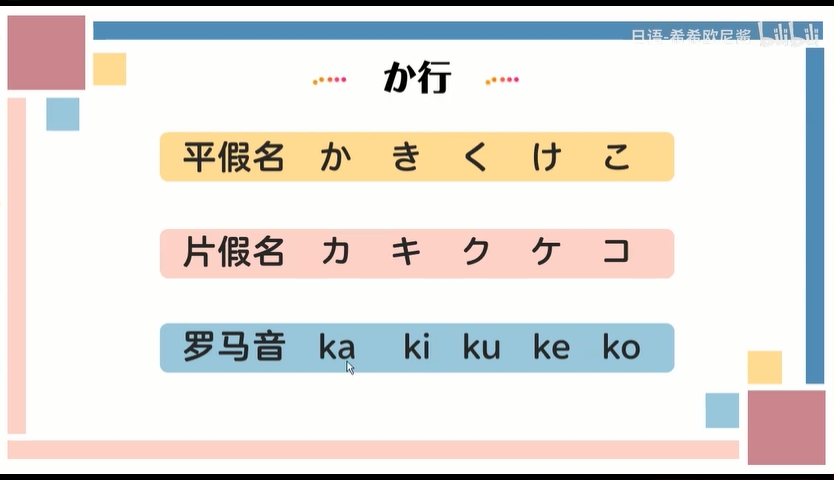 日语-希希欧尼酱 bilibili
か行
平假名 か き く け こ
片假名 カ キ ク ケ コ
罗马音 ka ki ku ke ko